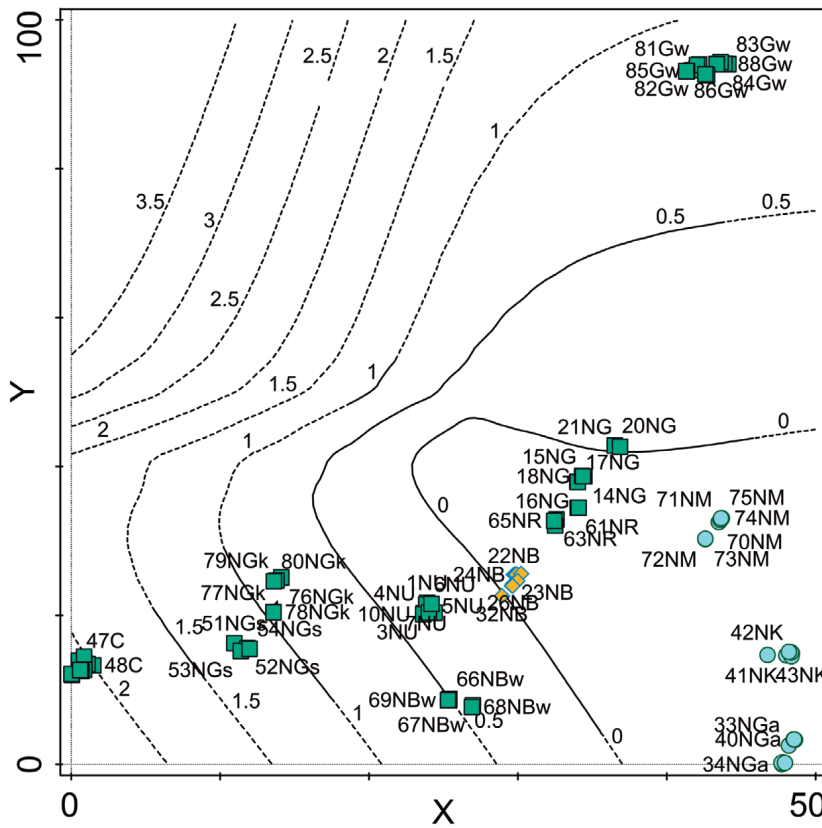 100
2.5
2
1.5
81Gw
83Gw
85Gw
88Gw
82Gw
84Gw
86Gw
1
3.5
3
0.5
0.5
2.5
1
1.5
0
2
1
21NG
20NG
15NG
17NG
18NG
0
16NG
14NG
71NM
75NM
65NR
61NR
74NM
63NR
70NM
72NM
73NM
79NGk
80NGk
22NB
24NB
1NU
6NU
77NGk
76NGk
4NU
23NB
26NB
5NU
78NGk
10NU
32NB
1.5
51NGs
54NGs
7NU
3NU
47C
42NK
48C
53NGs
52NGs
41NK
43NK
2
66NBw
69NBw
68NBw
1.5
1
67NBw
0.5
0
33NGa
40NGa
34NGa
0
0
50
X
Y